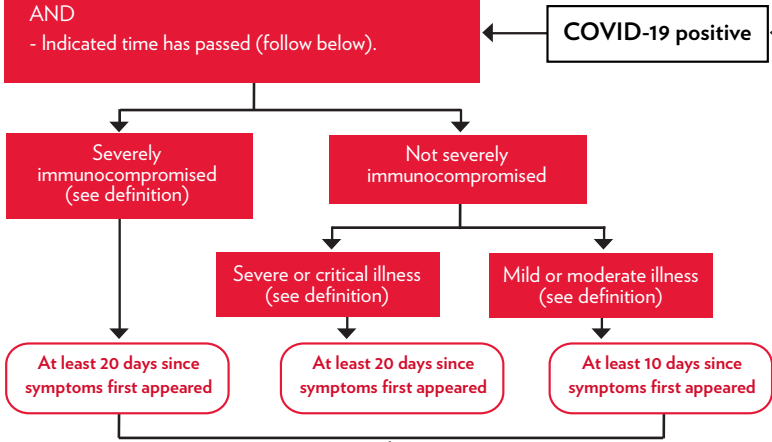 AND
- Indicated time has passed (follow below).
COVID-19 positive
Severely
immunocompromised
(see definition)
Not severely
immunocompromised
Severe or critical illness
(see definition)
Mild or moderate illness
(see definition)
At least 20 days since
symptoms first appeared
At least 20 days since
symptoms first appeared
At least 10 days since
symptoms first appeared